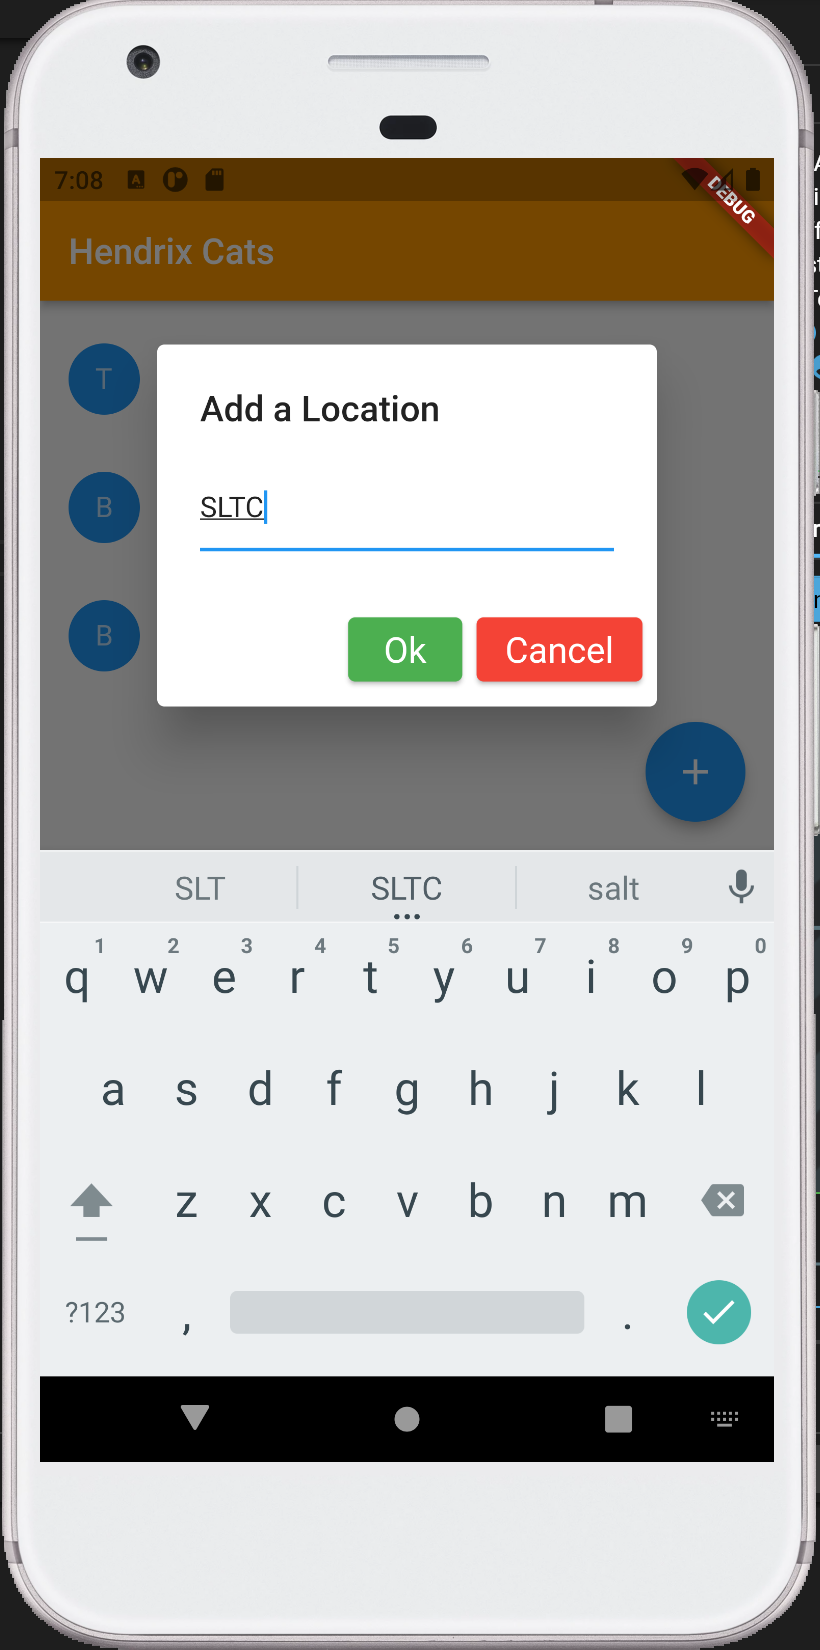 7:08
DEBUG
Hendrix Cats
T
Add a Location
SLTC
B
B
Ok Cancel
+
SLT SLTC salt
1 2 3 4 5 6 7 8 9 0
q w e r t y u i o p
a s d f g h j k l
z x c v b n m
?123 , .